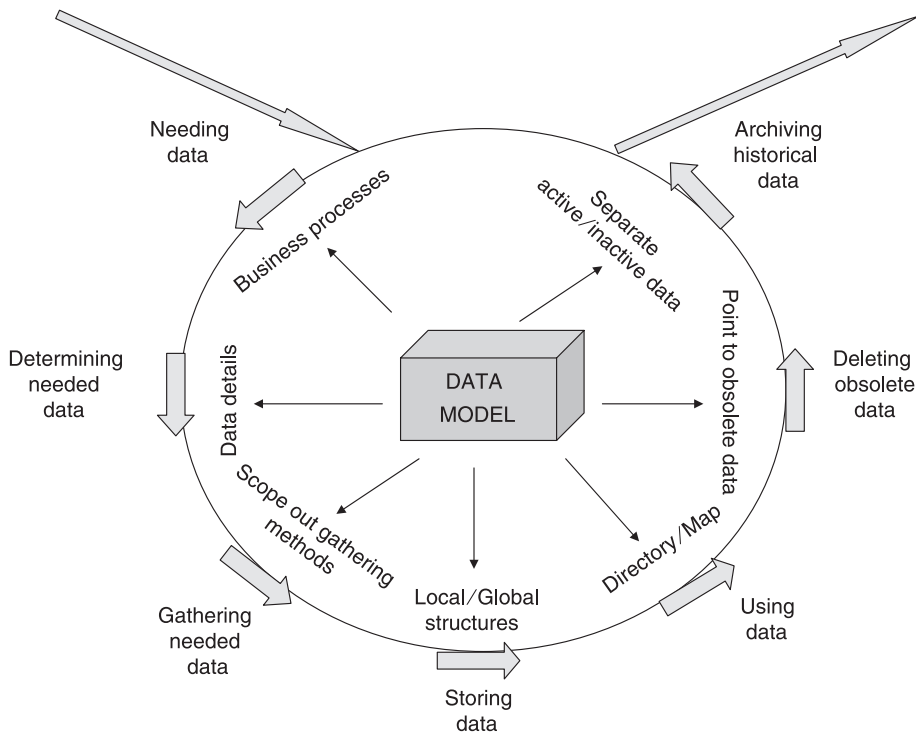 Needing
data
Archiving
historical
data
Business processes
Separate
active/inactive data
Determining
needed
data
Data details
DATA
MODEL
Point to obsolete data
Deleting
obsolete
data
Scope out gathering
methods
Directory/Map
Local/Global
structures
Gathering
needed
data
Using
data
Storing
data